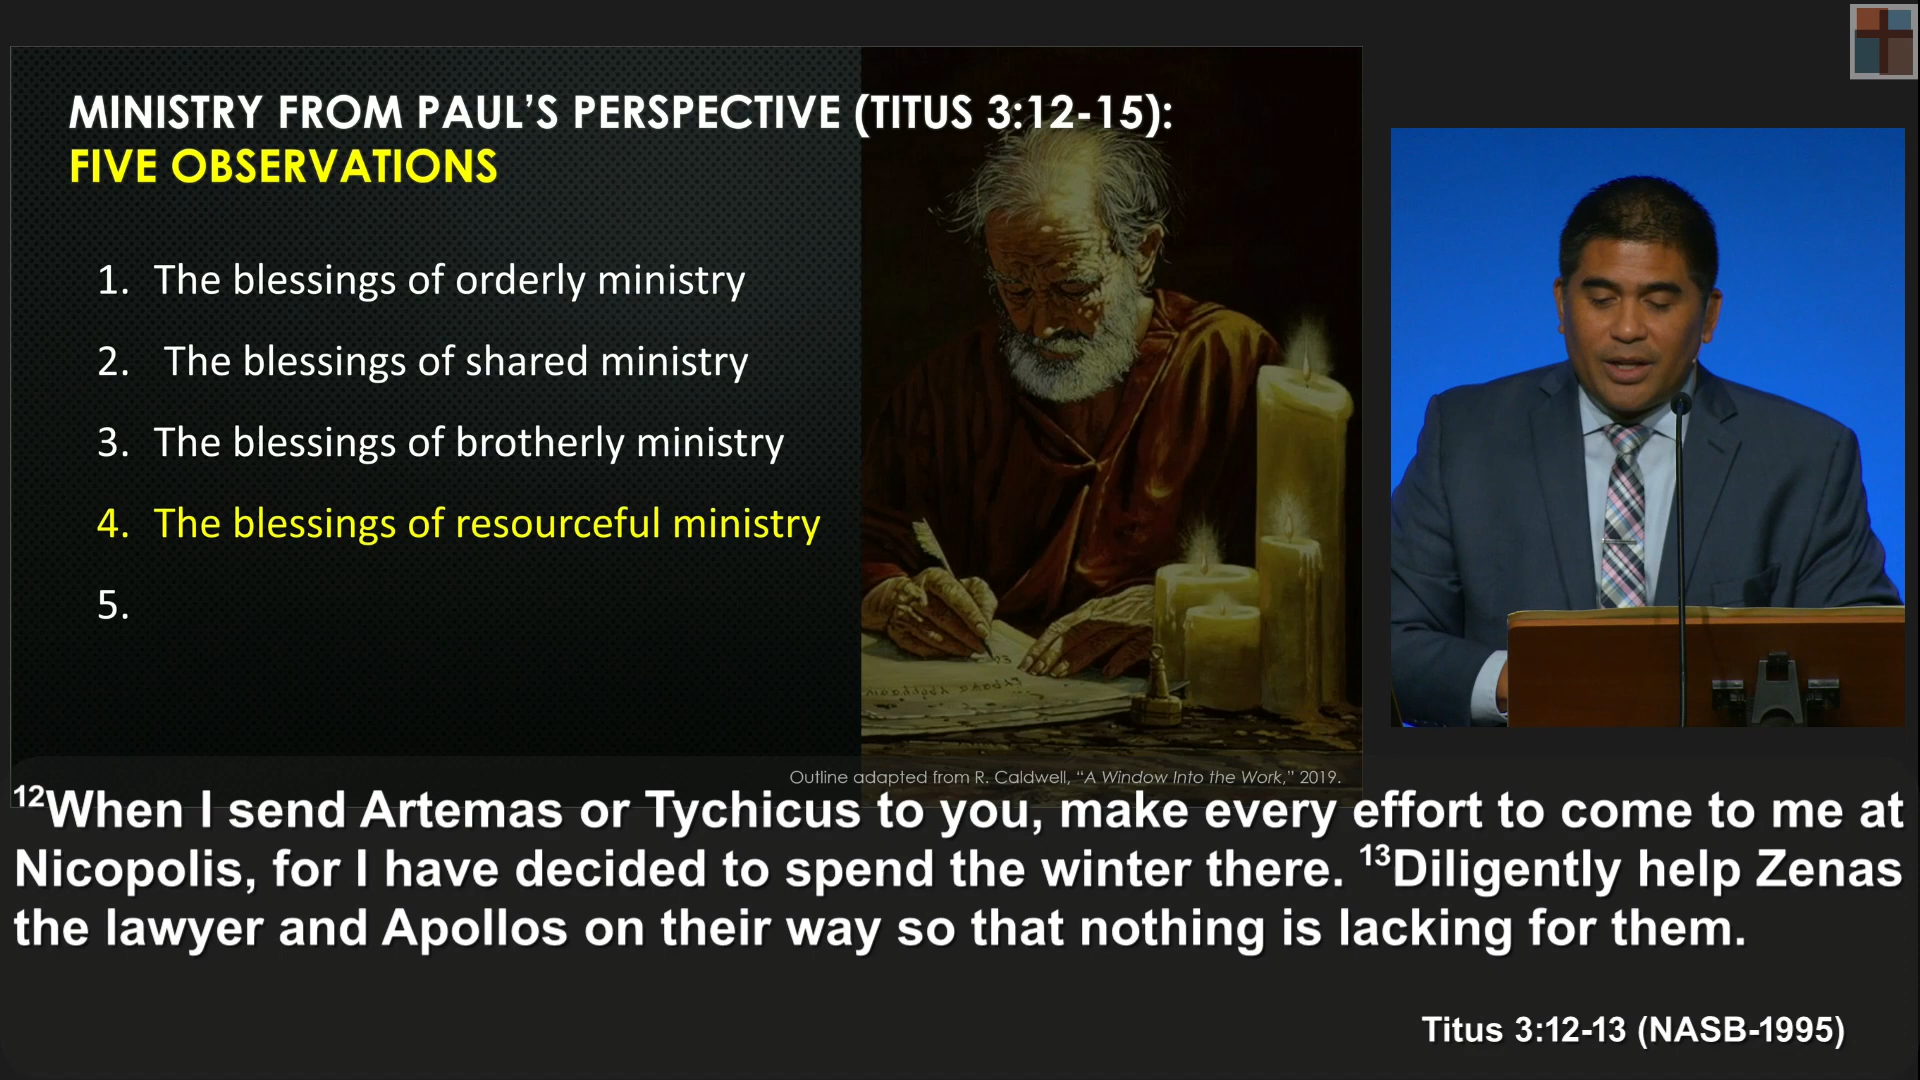 MINISTRY FROM PAUL’S PERSPECTIVE (TITUS 3:12-15):
FIVE OBSERVATIONS
1. The blessings of orderly ministry
2. The blessings of shared ministry
3. The blessings of brotherly ministry
4. The blessings of resourceful ministry
5.
Outline adapted from R. Caldwell, “A Window Into the Work,” 2019.
12When I send Artemas or Tychicus to you, make every effort to come to me at
Nicopolis, for I have decided to spend the winter there. 13Diligently help Zenas
the lawyer and Apollos on their way so that nothing is lacking for them.
Titus 3:12-13 (NASB-1995)